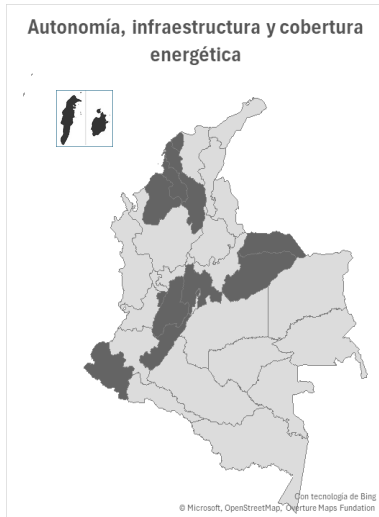 Autonomía, infraestructura y cobertura
energética
Con tecnología de Bing
© Microsoft, OpenStreetMap, Overture Maps Fundation